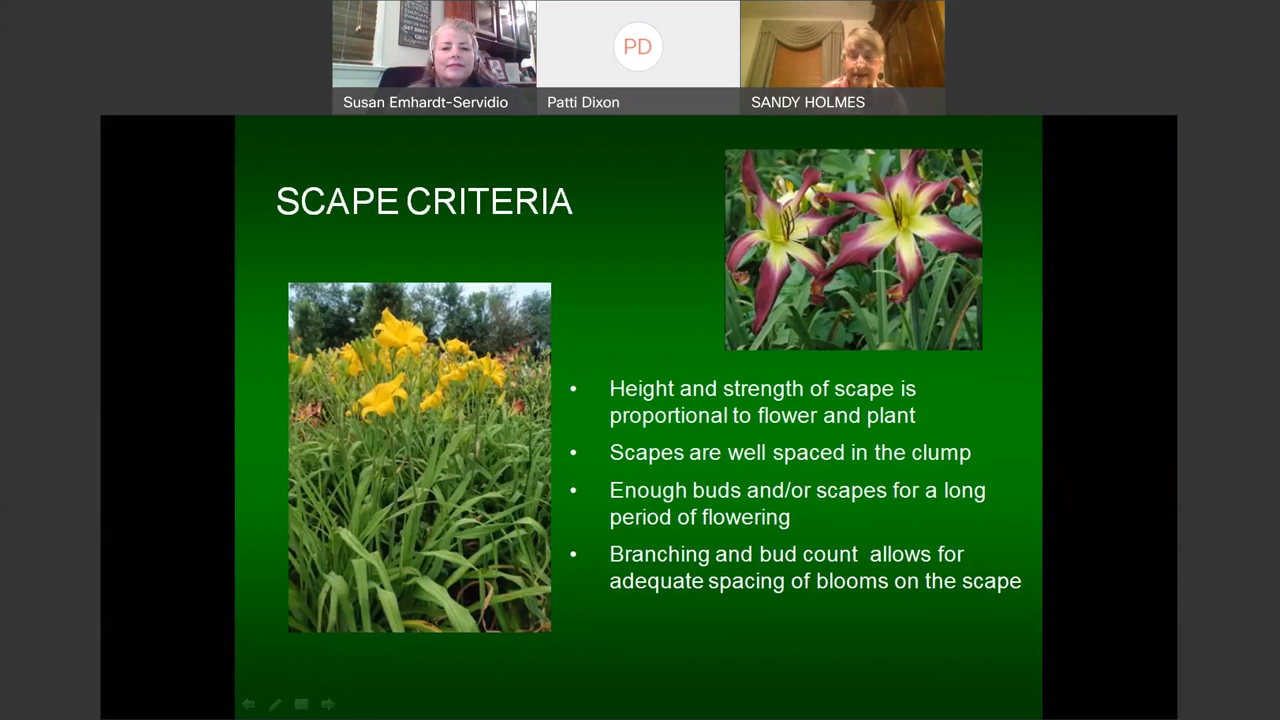 Susan Emhardt-Servidio
PD
Patti Dixon
SANDY HOLMES
SCAPE CRITERIA
• Height and strength of scape is
proportional to flower and plant
• Scapes are well spaced in the clump
• Enough buds and/or scapes for a long
period of flowering
• Branching and bud count allows for
adequate spacing of blooms on the scape